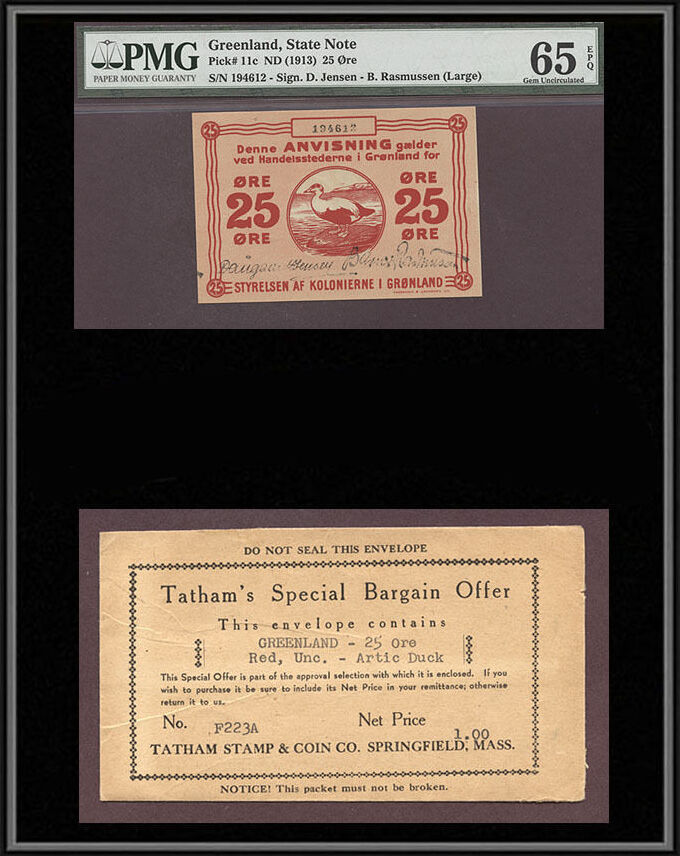 PMG
PAPER MONEY GUARANTY
Greenland, State Note
Pick# 11c ND (1913) 25 Øre
S/N 194612 - Sign. D. Jensen - B. Rasmussen (Large)
65 EPQ
Gem Uncirculated
25 25
194612
Denne ANVISNING gælder
ved Handelsstederne i Grønland for
ØRE ØRE
25 25
ØRE ØRE
25 STYRELSEN AF KOLONIERNE I GRØNLAND 25
DO NOT SEAL THIS ENVELOPE
Tatham's Special Bargain Offer
This envelope contains
GREENLAND - 25 Ore
Red, Unc. - Artic Duck
This Special Offer is part of the approval selection with which it is enclosed. If you
wish to purchase it be sure to include its Net Price in your remittance; otherwise
return it to us.
No. F223A Net Price 1.00
TATHAM STAMP & COIN CO. SPRINGFIELD, MASS.
NOTICE! This packet must not be broken.